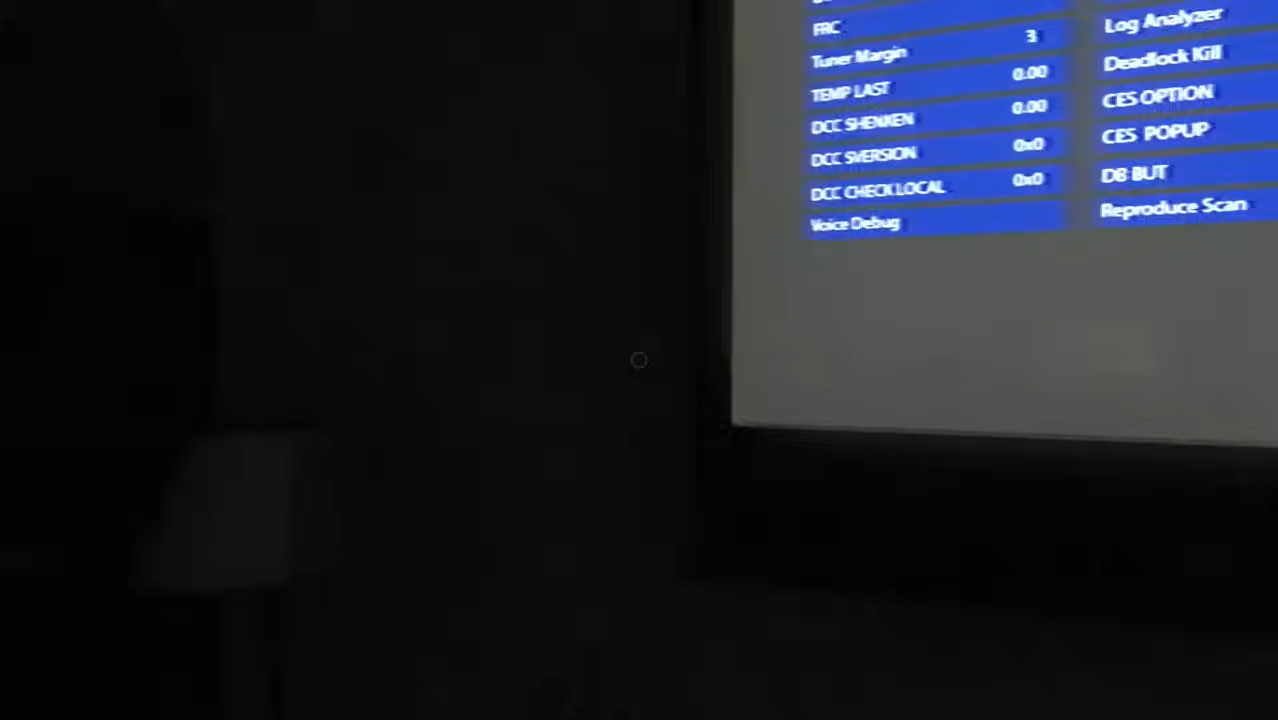 FRC
Tuner Margin 3
TEMP LAST 0.00
DCC SHENKEN 0.00
DCC SVERSION 0x0
DCC CHECK LOCAL 0x0
Voice Debug
Log Analyzer
Deadlock Kill
CES OPTION
CES POPUP
DB BUT
Reproduce Scan